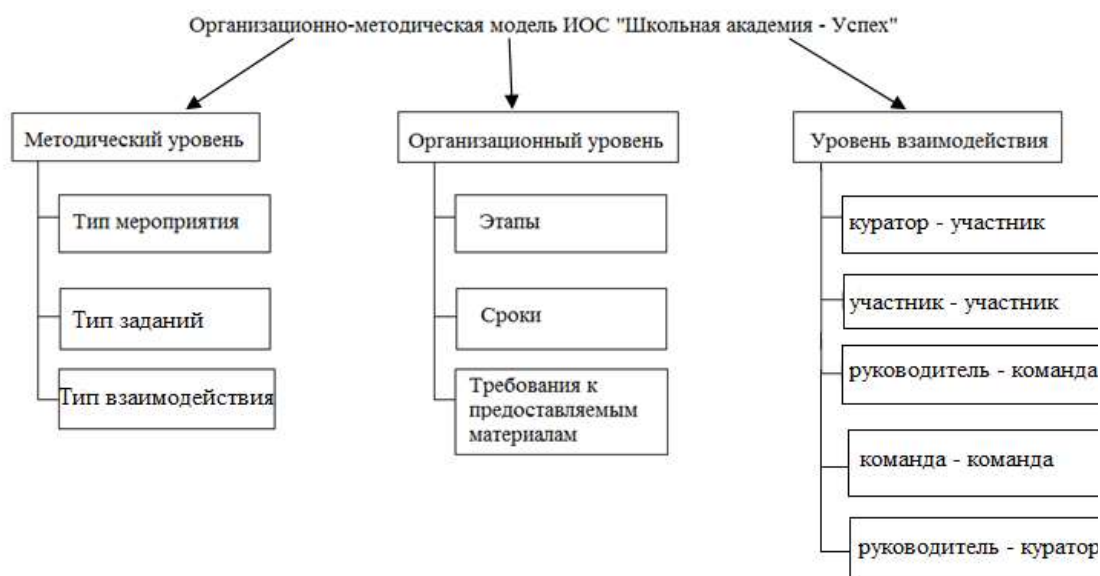 Организационно-методическая модель ИОС "Школьная академия - Успех"
Методический уровень
Тип мероприятия
Тип заданий
Тип взаимодействия
Организационный уровень
Этапы
Сроки
Требования к
предоставляемым
материалам
Уровень взаимодействия
куратор - участник
участник - участник
руководитель - команда
команда - команда
руководитель - куратор